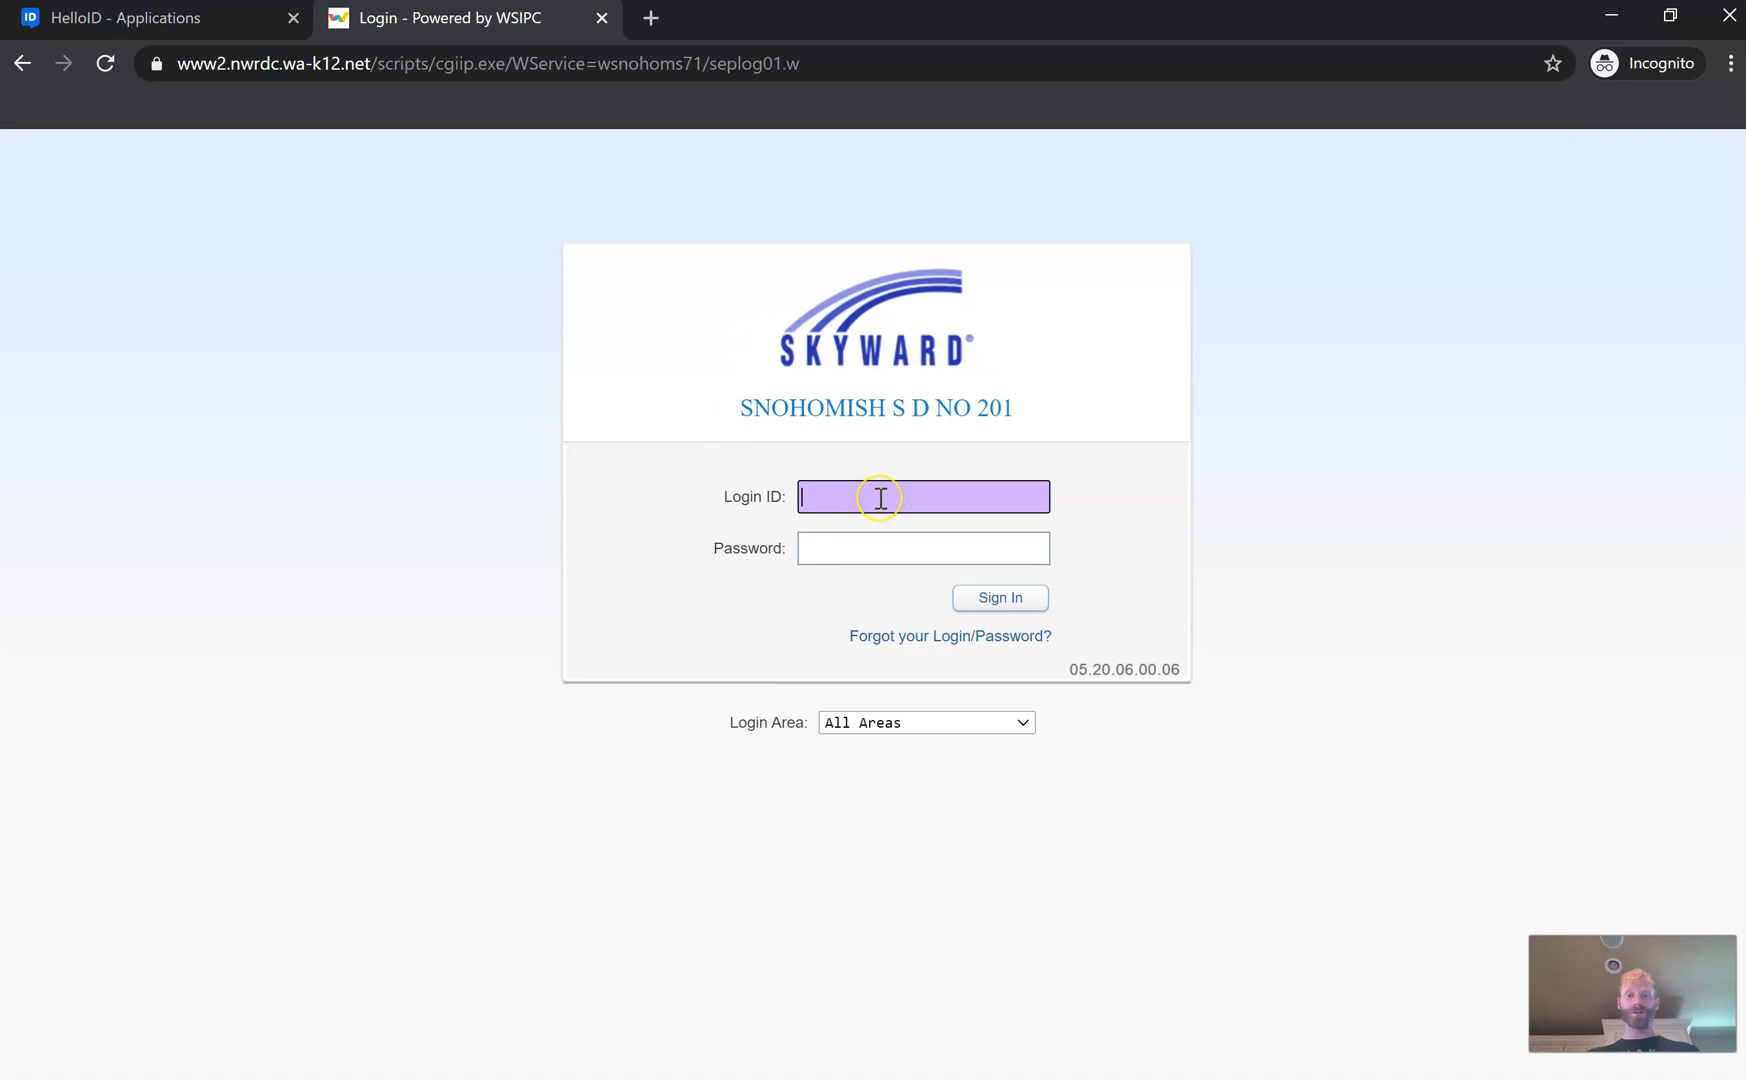 HelloID - Applications
Login - Powered by WSIPC
www2.nwrdc.wa-k12.net/scripts/cgiip.exe/WService=wsnohoms71/seplog01.w
Incognito
SKYWARD®
SNOHOMISH S D NO 201
Login ID:
Password:
Sign In
Forgot your Login/Password?
05.20.06.00.06
Login Area: All Areas